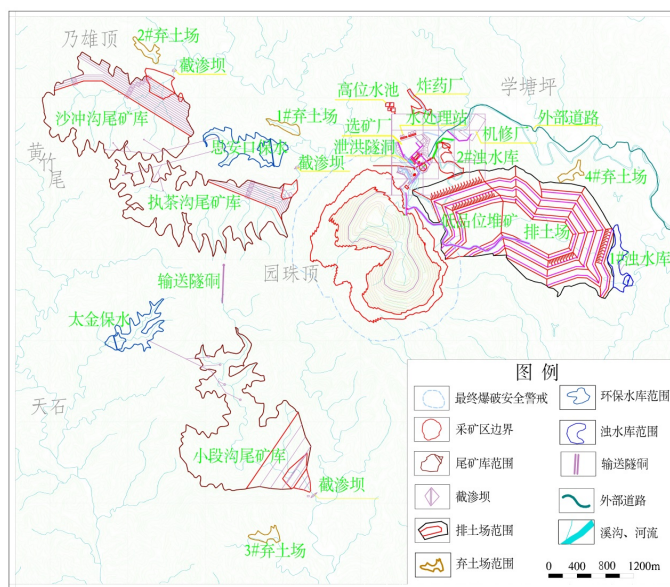 2#弃土场
乃雄顶
截渗坝
炸药厂
高位水池
学塘坪
沙冲沟尾矿库
1#弃土场
水处理站
外部道路
选矿厂
机修厂
泄洪隧洞
黄竹尾
截渗坝
2#浊水库
4#弃土场
执茶沟尾矿库
低品位堆矿
排土场
1#浊水库
园珠顶
输送隧硐
太金保水
天石
小段沟尾矿库
截渗坝
3#弃土场
图 例
最终爆破安全警戒
环保水库范围
采矿区边界
浊水库范围
尾矿库范围
输送隧硐
截渗坝
外部道路
排土场范围
溪沟、河流
弃土场范围
0 400 800 1200m